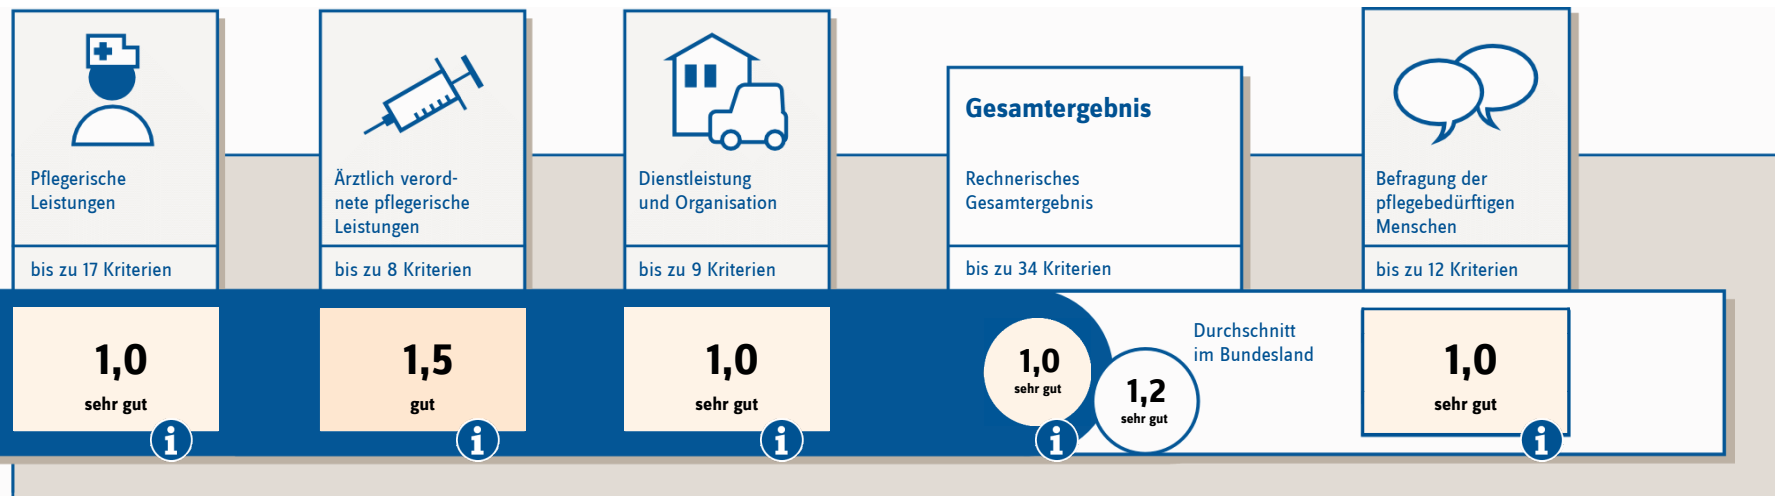 Pflegerische
Leistungen
bis zu 17 Kriterien
1,0
sehr gut
i
Ärztlich verord-
nete pflegerische
Leistungen
bis zu 8 Kriterien
1,5
gut
i
Dienstleistung
und Organisation
bis zu 9 Kriterien
1,0
sehr gut
i
Gesamtergebnis
Rechnerisches
Gesamtergebnis
bis zu 34 Kriterien
1,0
sehr gut
i
1,2
sehr gut
Durchschnitt
im Bundesland
Befragung der
pflegebedürftigen
Menschen
bis zu 12 Kriterien
1,0
sehr gut
i